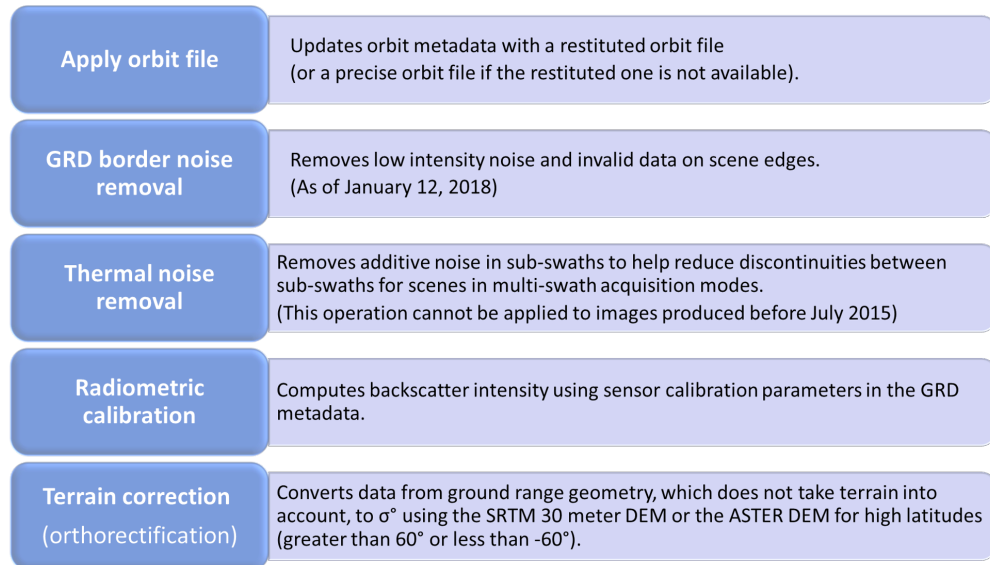 Apply orbit file
Updates orbit metadata with a restituted orbit file
(or a precise orbit file if the restituted one is not available).
GRD border noise
removal
Removes low intensity noise and invalid data on scene edges.
(As of January 12, 2018)
Thermal noise
removal
Removes additive noise in sub-swaths to help reduce discontinuities between
sub-swaths for scenes in multi-swath acquisition modes.
(This operation cannot be applied to images produced before July 2015)
Radiometric
calibration
Computes backscatter intensity using sensor calibration parameters in the GRD
metadata.
Terrain correction
(orthorectification)
Converts data from ground range geometry, which does not take terrain into
account, to σ° using the SRTM 30 meter DEM or the ASTER DEM for high latitudes
(greater than 60° or less than -60°).